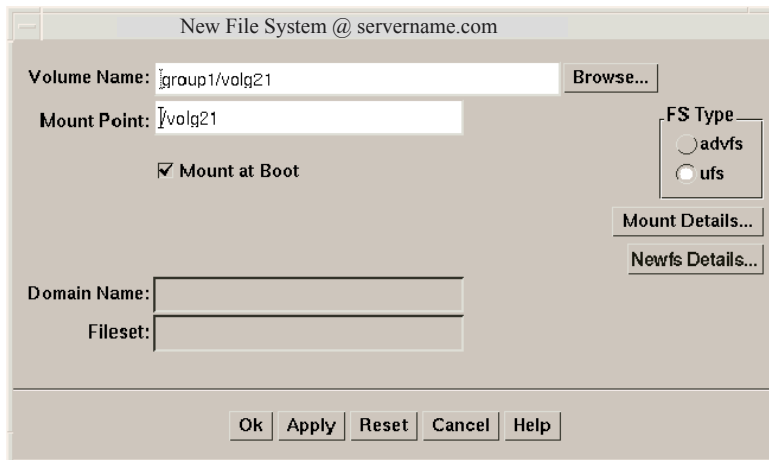 New File System @ servername.com
Volume Name: group1/volg21 Browse...
Mount Point: /volg21
FS Type
advfs
ufs
Mount at Boot
Mount Details...
Newfs Details...
Domain Name:
Fileset:
Ok Apply Reset Cancel Help